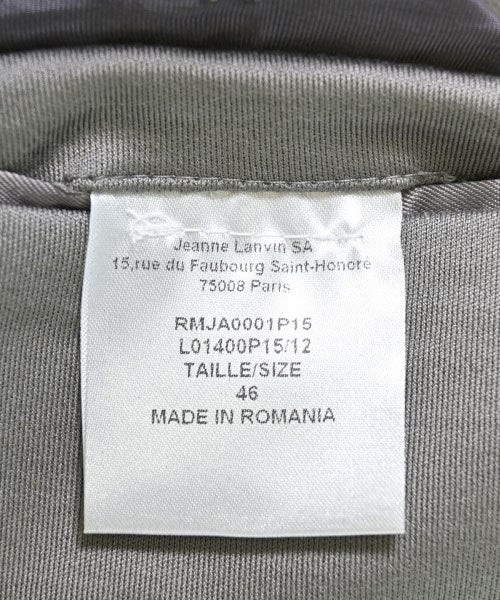 Jeanne Lanvin SA
15,rue du Faubourg Saint-Honore
75008 Paris
RMJA0001P15
L01400P15/12
TAILLE/SIZE
46
MADE IN ROMANIA